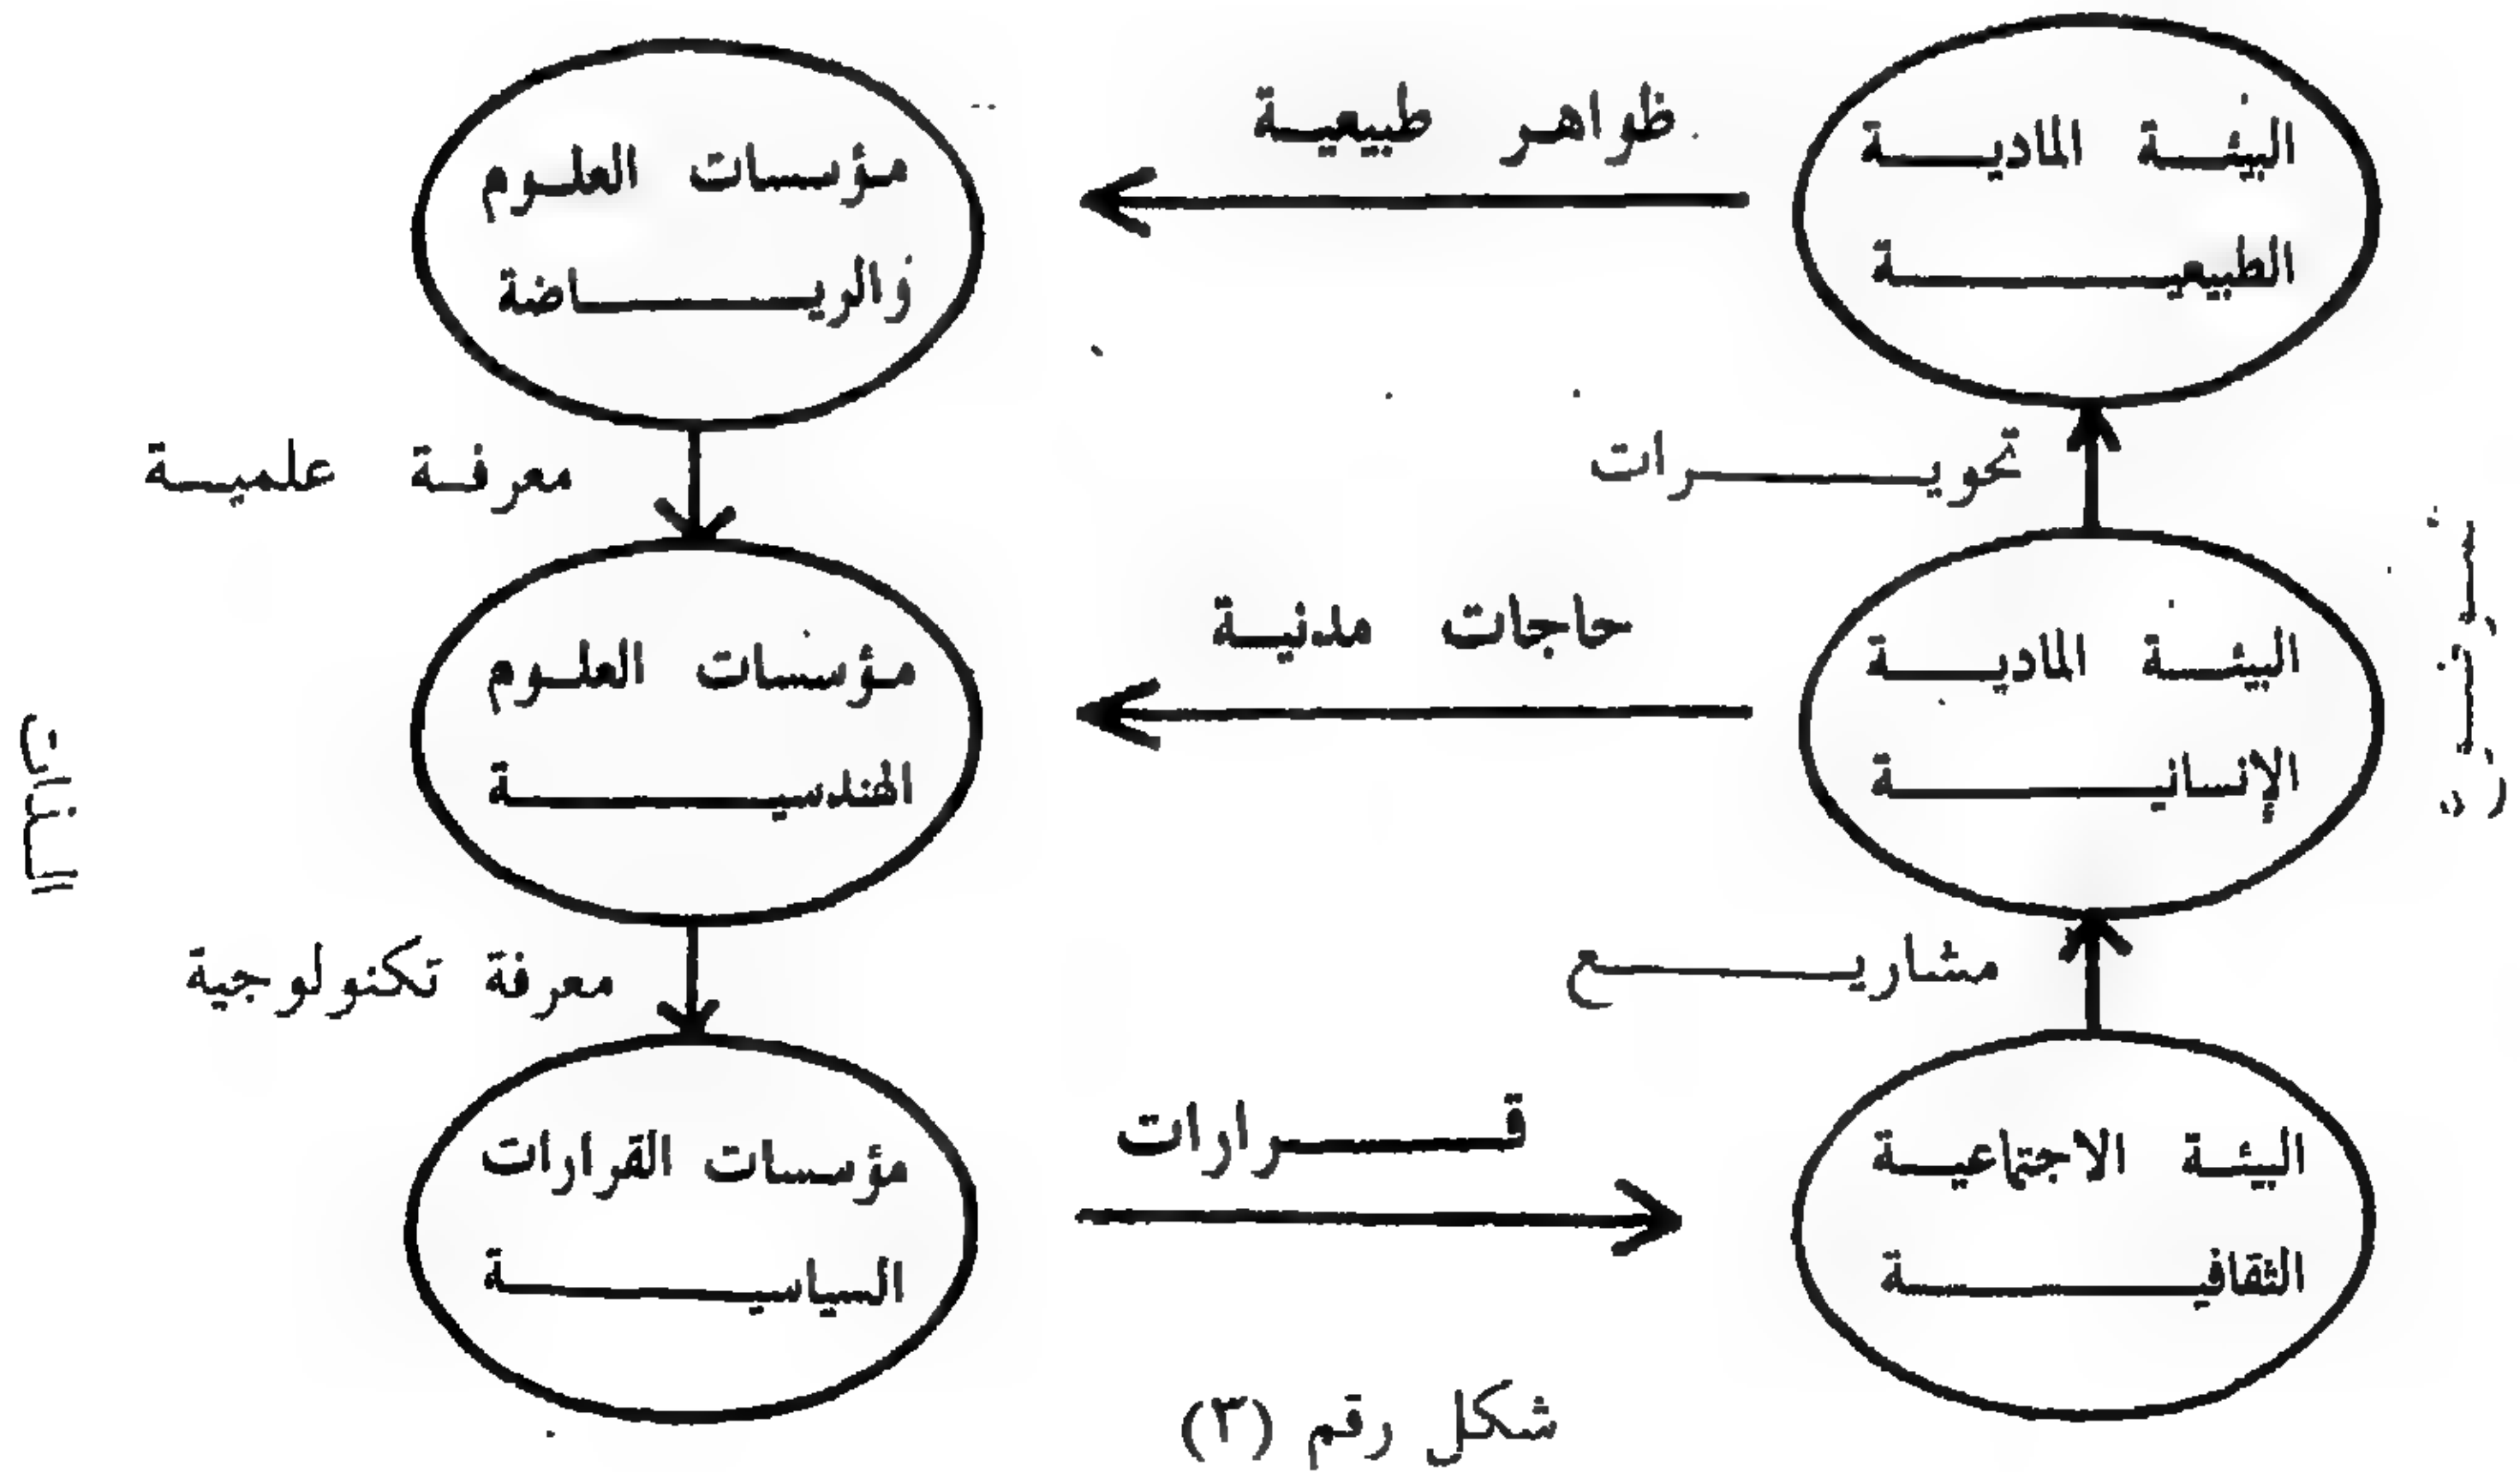 البيئة المادية
الطبيعية
ظواهر طبيعية
مؤسسات العلوم
والرياضة
تحويرات
معرفة علمية
البيئة المادية
الإنسانية
حاجات مدنية
مؤسسات العلوم
الهندسية
مشاريع
معرفة تكنولوجية
البيئة الاجتماعية
الثقافية
قرارات
مؤسسات القرارات
السياسية
شكل رقم (٣)